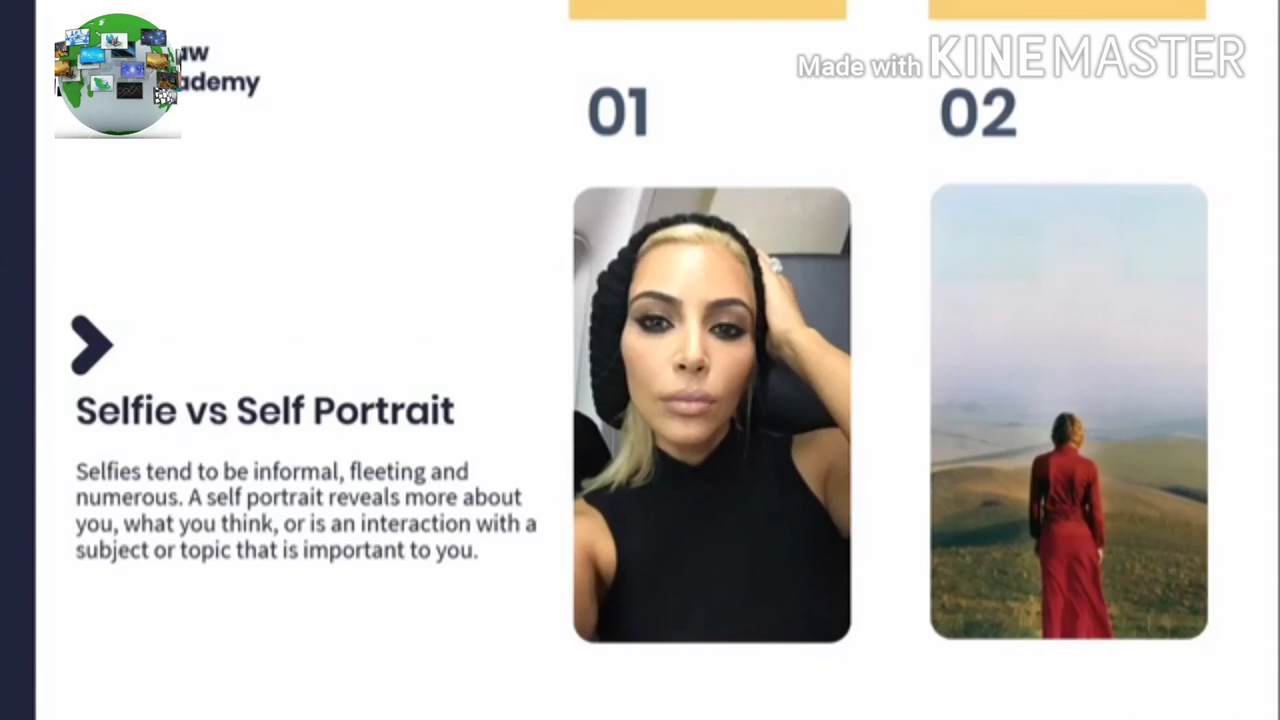 Made with KINEMASTER
01
02
Selfie vs Self Portrait
Selfies tend to be informal, fleeting and
numerous. A self portrait reveals more about
you, what you think, or is an interaction with a
subject or topic that is important to you.